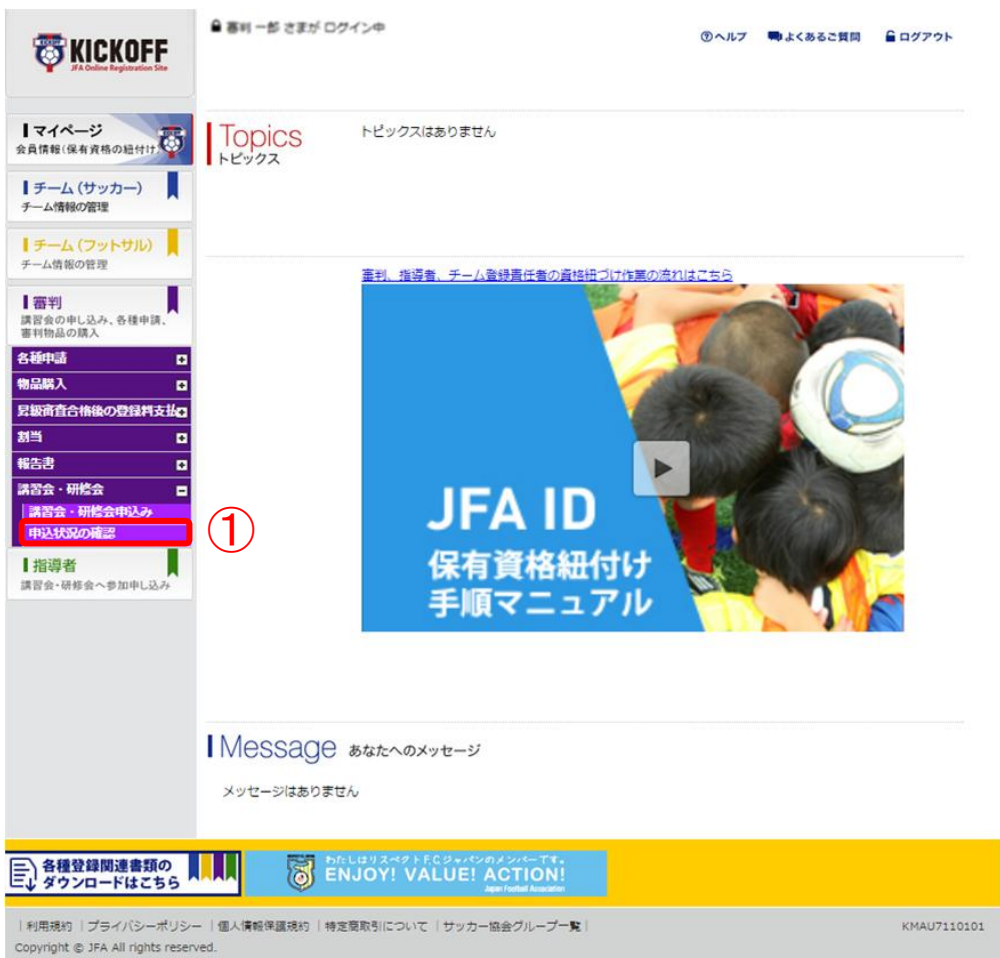 審判 一郎 さまが ログイン中
ヘルプ よくあるご質問 ログアウト
KICKOFF
JFA Online Registration Site
マイページ
会員情報(保有資格の紐付け)
チーム(サッカー)
チーム情報の管理
チーム(フットサル)
チーム情報の管理
審判
講習会の申し込み、各種申請、
審判物品の購入
各種申請
物品購入
昇級審査合格後の登録料支払
割当
報告書
講習会・研修会
講習会・研修会申込み
申込状況の確認
①
指導者
講習会・研修会へ参加申し込み
Topics
トピックス
トピックスはありません
審判、指導者、チーム登録責任者の資格紐づけ作業の流れはこちら
JFA ID
保有資格紐付け
手順マニュアル
Message あなたへのメッセージ
メッセージはありません
各種登録関連書類の
ダウンロードはこちら
わたしはリスペクトF.C.ジャパンのメンバーです。
ENJOY! VALUE! ACTION!
Japan Football Association
|利用規約 |プライバシーポリシー |個人情報保護規約 |特定商取引について |サッカー協会グループ一覧|
KMAU7110101
Copyright © JFA All rights reserved.